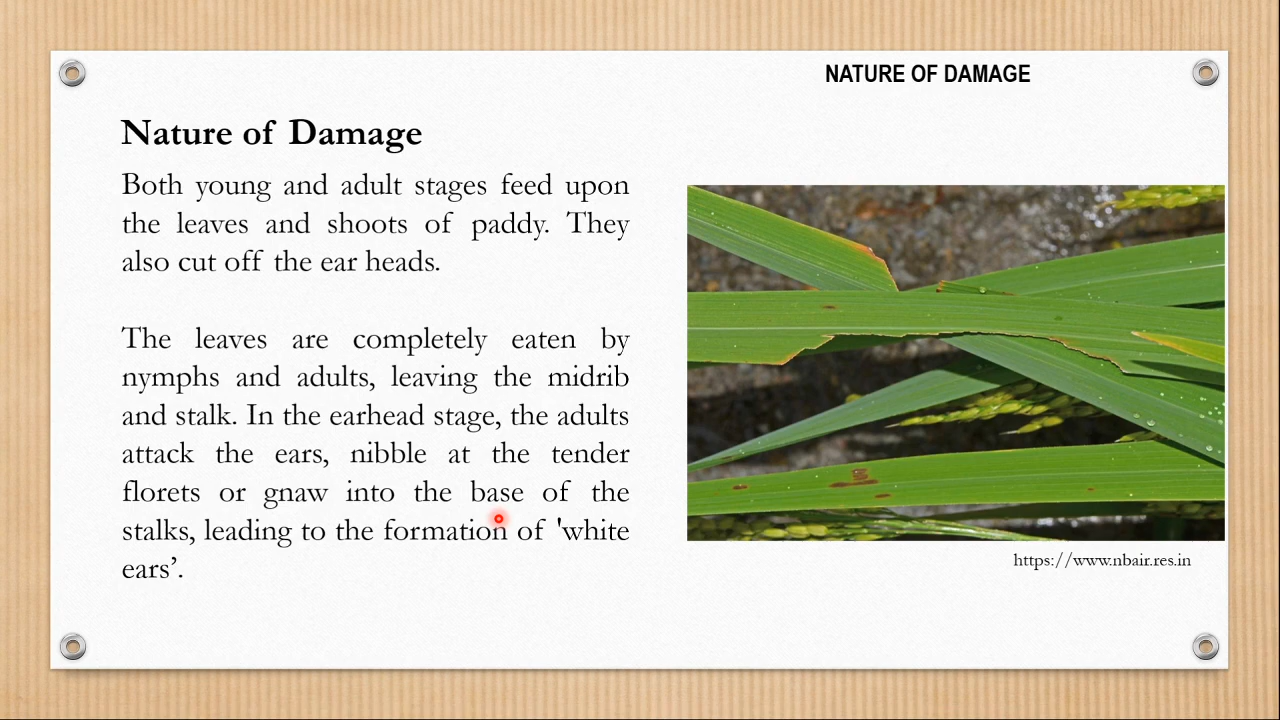 NATURE OF DAMAGE
Nature of Damage
Both young and adult stages feed upon
the leaves and shoots of paddy. They
also cut off the ear heads.
The leaves are completely eaten by
nymphs and adults, leaving the midrib
and stalk. In the earhead stage, the adults
attack the ears, nibble at the tender
florets or gnaw into the base of the
stalks, leading to the formation of 'white
ears’.
https://www.nbair.res.in